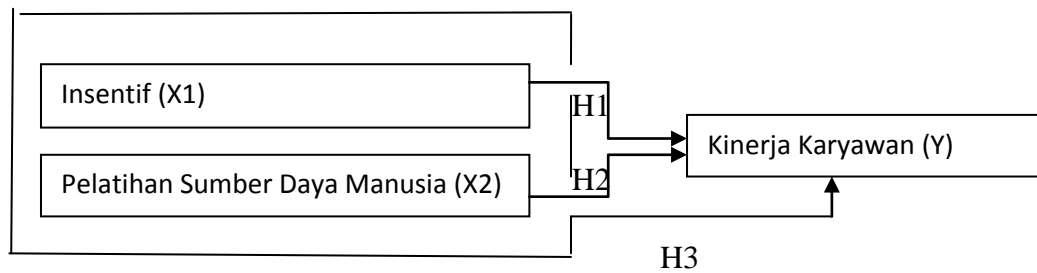 Insentif (X1)
H1
Kinerja Karyawan (Y)
Pelatihan Sumber Daya Manusia (X2)
H2
H3